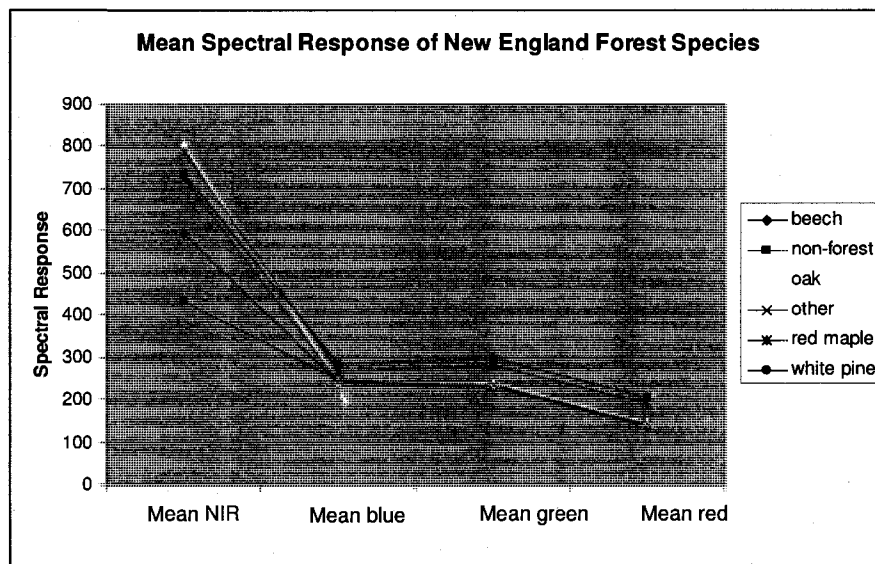 Mean Spectral Response of New England Forest Species
Spectral Response
900
800
700
600
500
400
300
200
100
0
Mean NIR
Mean blue
Mean green
Mean red
beech
non-forest
oak
other
red maple
white pine